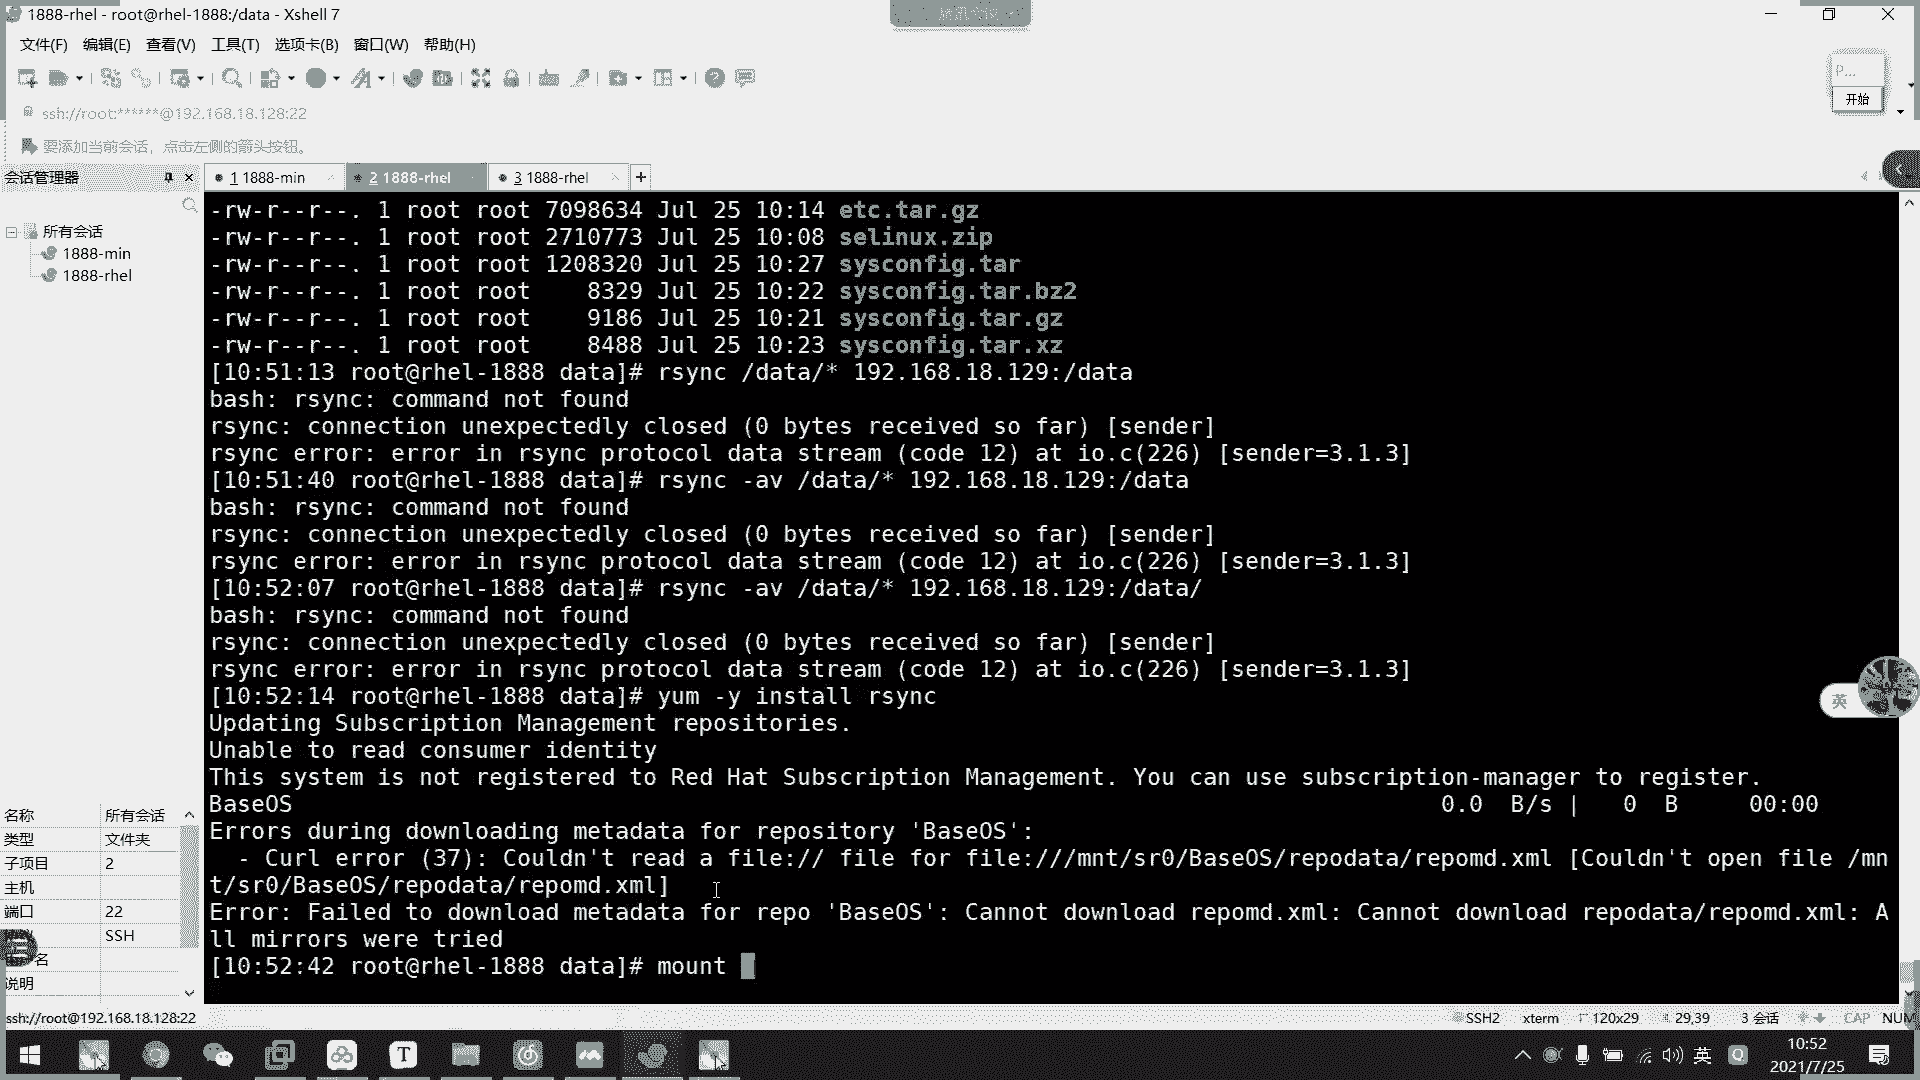 1888-rhel - root@rhel-1888:/data - Xshell 7
文件(F) 编辑(E) 查看(V) 工具(T) 选项卡(B) 窗口(W) 帮助(H)
P...
开始
ssh://root:******@192.168.18.128:22
要添加当前会话，点击左侧的箭头按钮。
会话管理器
1 1888-min
2 1888-rhel
3 1888-rhel
所有会话
1888-min
1888-rhel
-rw-r--r--. 1 root root 7098634 Jul 25 10:14 etc.tar.gz
-rw-r--r--. 1 root root 2710773 Jul 25 10:08 selinux.zip
-rw-r--r--. 1 root root 1208320 Jul 25 10:27 sysconfig.tar
-rw-r--r--. 1 root root    8329 Jul 25 10:22 sysconfig.tar.bz2
-rw-r--r--. 1 root root    9186 Jul 25 10:21 sysconfig.tar.gz
-rw-r--r--. 1 root root    8488 Jul 25 10:23 sysconfig.tar.xz
[10:51:13 root@rhel-1888 data]# rsync /data/* 192.168.18.129:/data
bash: rsync: command not found
rsync: connection unexpectedly closed (0 bytes received so far) [sender]
rsync error: error in rsync protocol data stream (code 12) at io.c(226) [sender=3.1.3]
[10:51:40 root@rhel-1888 data]# rsync -av /data/* 192.168.18.129:/data
bash: rsync: command not found
rsync: connection unexpectedly closed (0 bytes received so far) [sender]
rsync error: error in rsync protocol data stream (code 12) at io.c(226) [sender=3.1.3]
[10:52:07 root@rhel-1888 data]# rsync -av /data/* 192.168.18.129:/data/
bash: rsync: command not found
rsync: connection unexpectedly closed (0 bytes received so far) [sender]
rsync error: error in rsync protocol data stream (code 12) at io.c(226) [sender=3.1.3]
[10:52:14 root@rhel-1888 data]# yum -y install rsync
Updating Subscription Management repositories.
Unable to read consumer identity
This system is not registered to Red Hat Subscription Management. You can use subscription-manager to register.
BaseOS 0.0  B/s |   0  B     00:00
Errors during downloading metadata for repository 'BaseOS':
  - Curl error (37): Couldn't read a file:// file for file:///mnt/sr0/BaseOS/repodata/repomd.xml [Couldn't open file /mn
t/sr0/BaseOS/repodata/repomd.xml]
Error: Failed to download metadata for repo 'BaseOS': Cannot download repomd.xml: Cannot download repodata/repomd.xml: A
ll mirrors were tried
[10:52:42 root@rhel-1888 data]# mount
英
名称 所有会话
类型 文件夹
子项目 2
主机
端口 22
SSH
名
说明
ssh://root@192.168.18.128:22
SSH2 xterm 120x29 29,39 3 会话 CAP NUM
英
10:52
2021/7/25